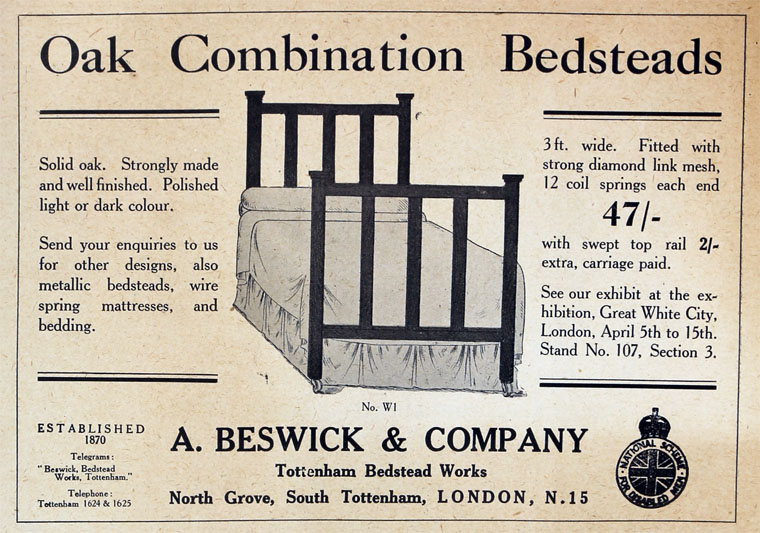 Oak Combination Bedsteads
Solid oak. Strongly made
and well finished. Polished
light or dark colour.
Send your enquiries to us
for other designs, also
metallic bedsteads, wire
spring mattresses, and
bedding.
3 ft. wide. Fitted with
strong diamond link mesh,
12 coil springs each end
47/-
with swept top rail 2/-
extra, carriage paid.
See our exhibit at the ex-
hibition, Great White City,
London, April 5th to 15th.
Stand No. 107, Section 3.
No. W1
ESTABLISHED
1870
Telegrams:
"Beswick, Bedstead
Works, Tottenham."
Telephone:
Tottenham 1624 & 1625
A. BESWICK & COMPANY
Tottenham Bedstead Works
North Grove, South Tottenham, LONDON, N.15
NATIONAL SCHEME
FOR DISABLED MEN